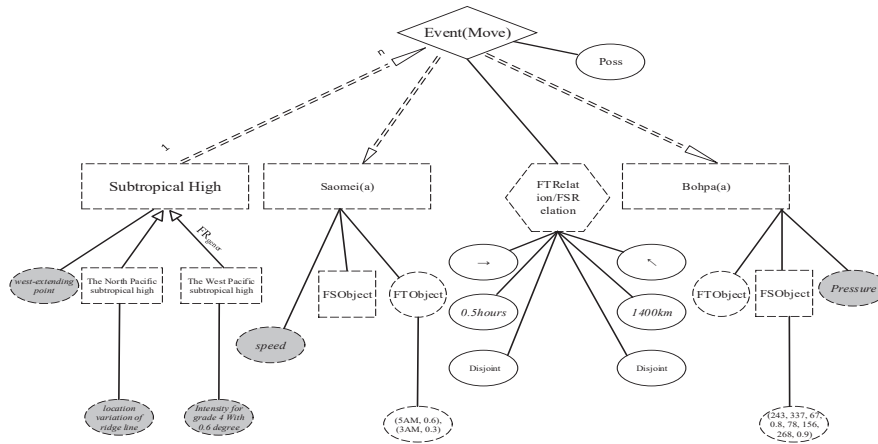 Event(Move)
Poss
n
1
Subtropical High
Saomei(a)
FTRelat
ion/FSR
elation
Bohpa(a)
FRgener
west-extending
point
The North Pacific
subtropical high
The West Pacific
subtropical high
FSObject
FTObject
→
↖
FTObject
FSObject
Pressure
0.5hours
1400km
speed
Disjoint
Disjoint
location
variation of
ridge line
Intensity for
grade 4 With
0.6 degree
(5AM, 0.6),
(3AM, 0.3)
(243, 337, 67,
0.8, 78, 156,
268, 0.9)